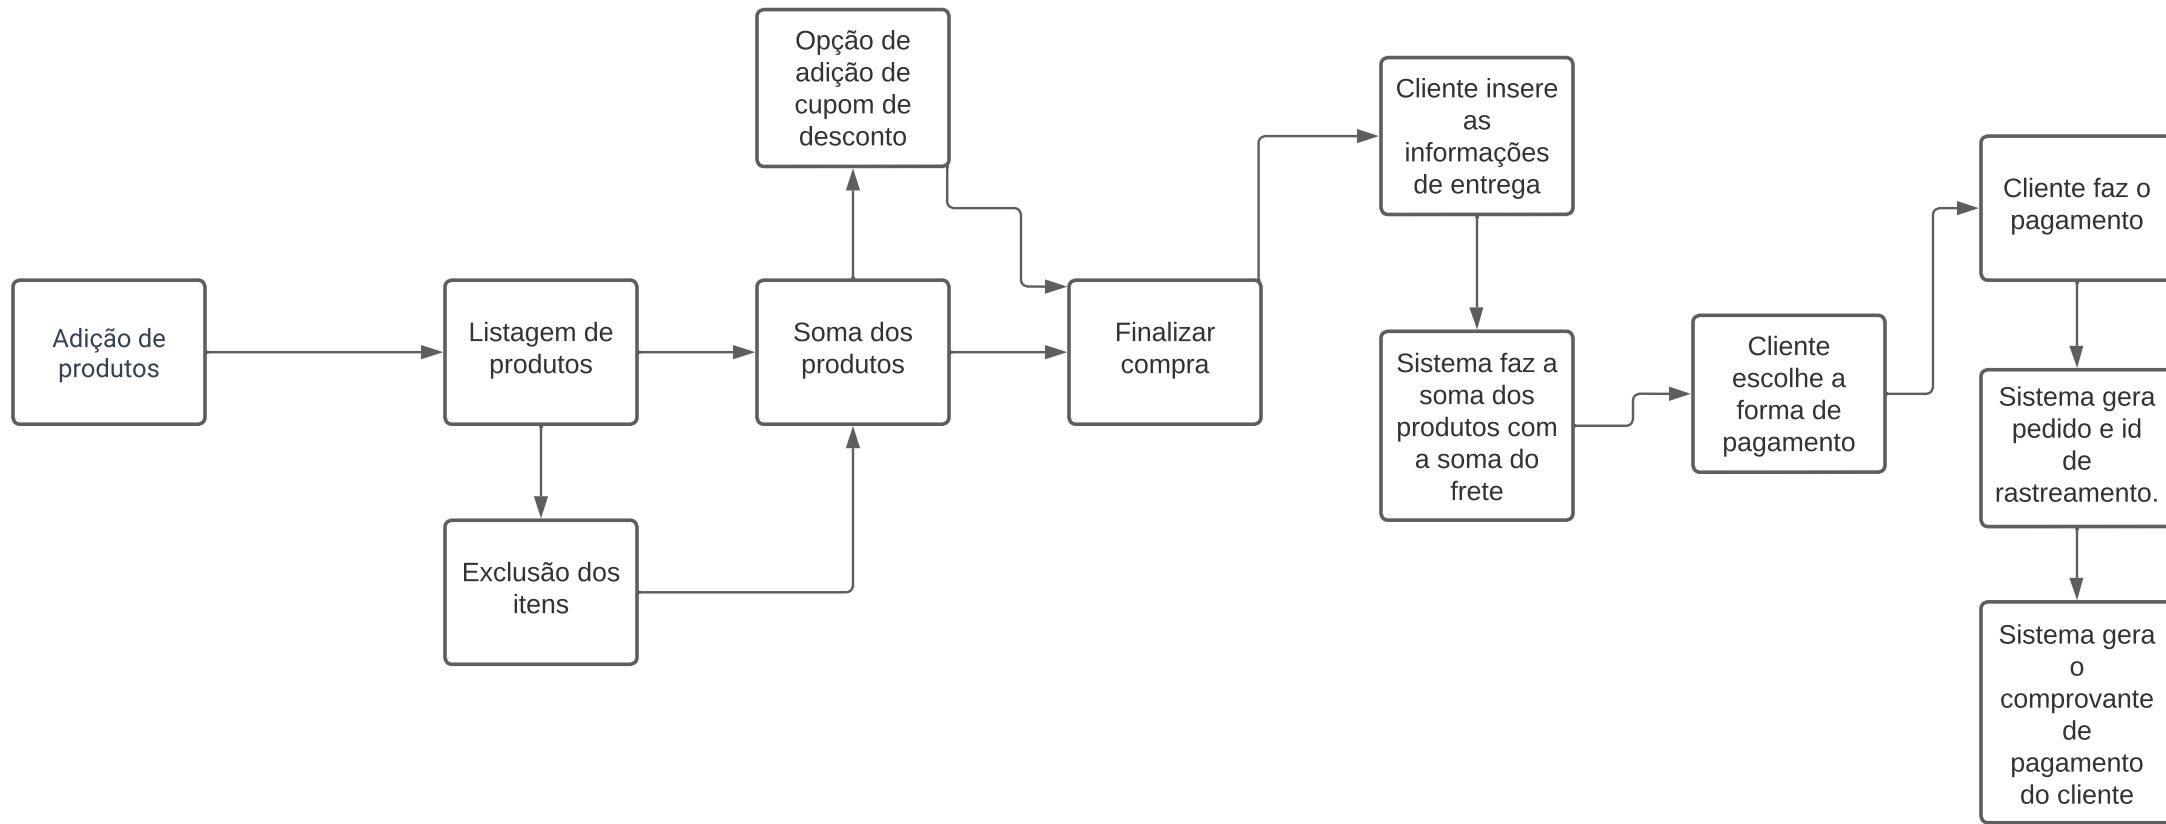 Adição de
produtos
Listagem de
produtos
Exclusão dos
itens
Soma dos
produtos
Opção de
adição de
cupom de
desconto
Finalizar
compra
Cliente insere
as
informações
de entrega
Sistema faz a
soma dos
produtos com
a soma do
frete
Cliente
escolhe a
forma de
pagamento
Cliente faz o
pagamento
Sistema gera
pedido e id
de
rastreamento.
Sistema gera
o
comprovante
de
pagamento
do cliente